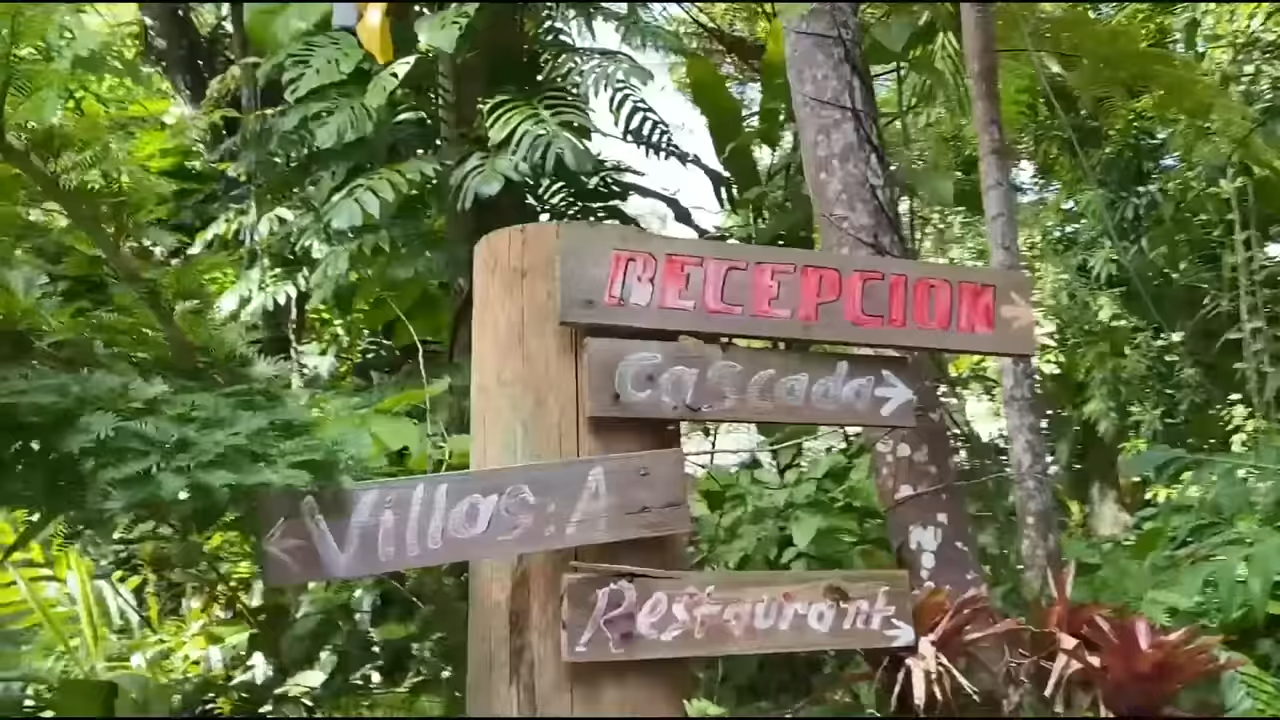 RECEPCION →
Cascada →
← Villas: A
Restaurant →